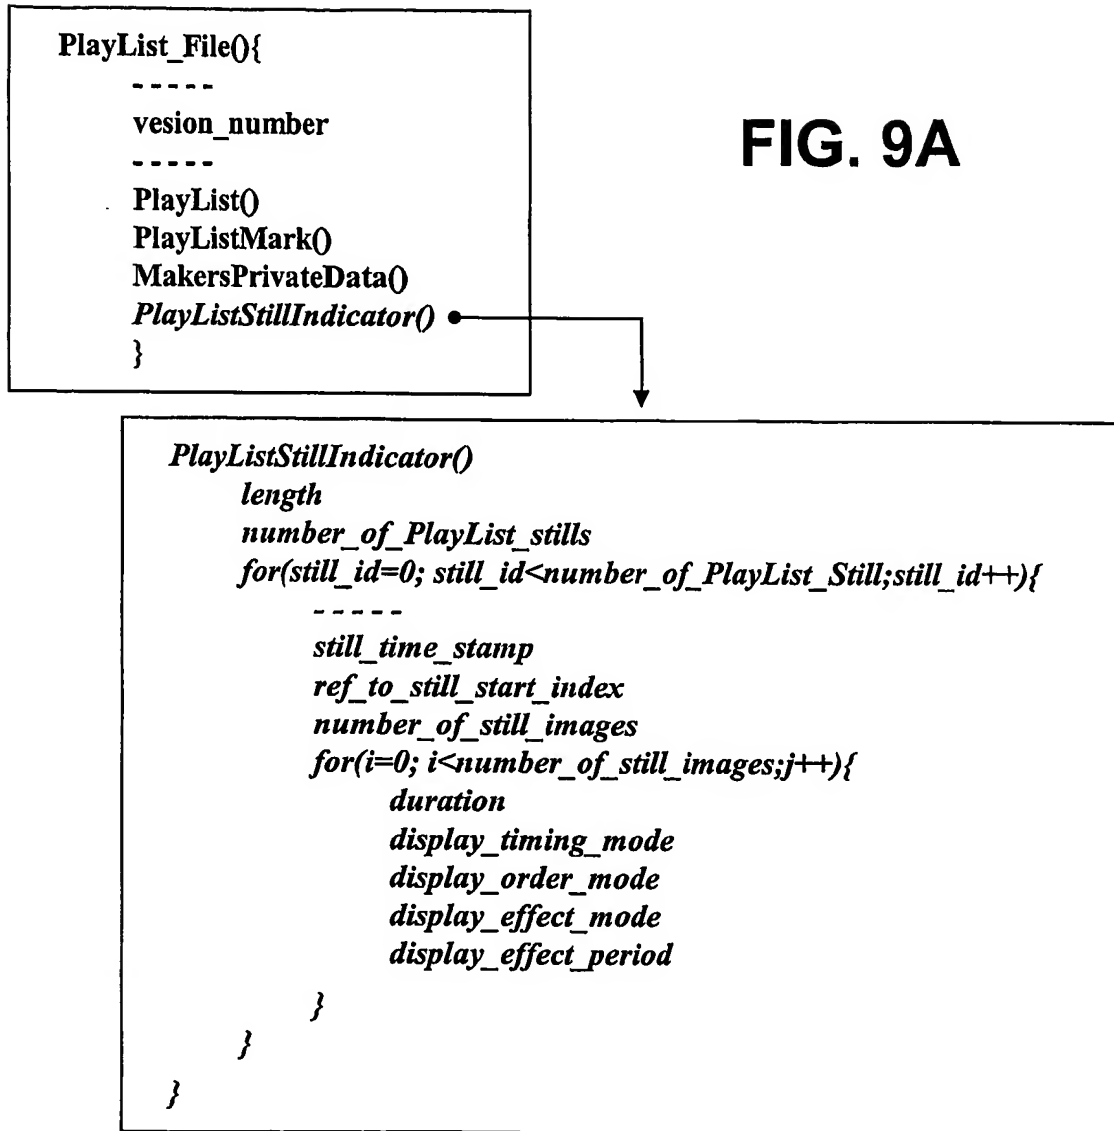 PlayList_File(){
- - - - -
vesion_number
- - - - -
PlayList()
PlayListMark()
MakersPrivateData()
PlayListStillIndicator()
}
FIG. 9A
PlayListStillIndicator()
length
number_of_PlayList_stills
for(still_id=0; still_id<number_of_PlayList_Still;still_id++){
- - - - -
still_time_stamp
ref_to_still_start_index
number_of_still_images
for(i=0; i<number_of_still_images;j++){
duration
display_timing_mode
display_order_mode
display_effect_mode
display_effect_period
}
}
}